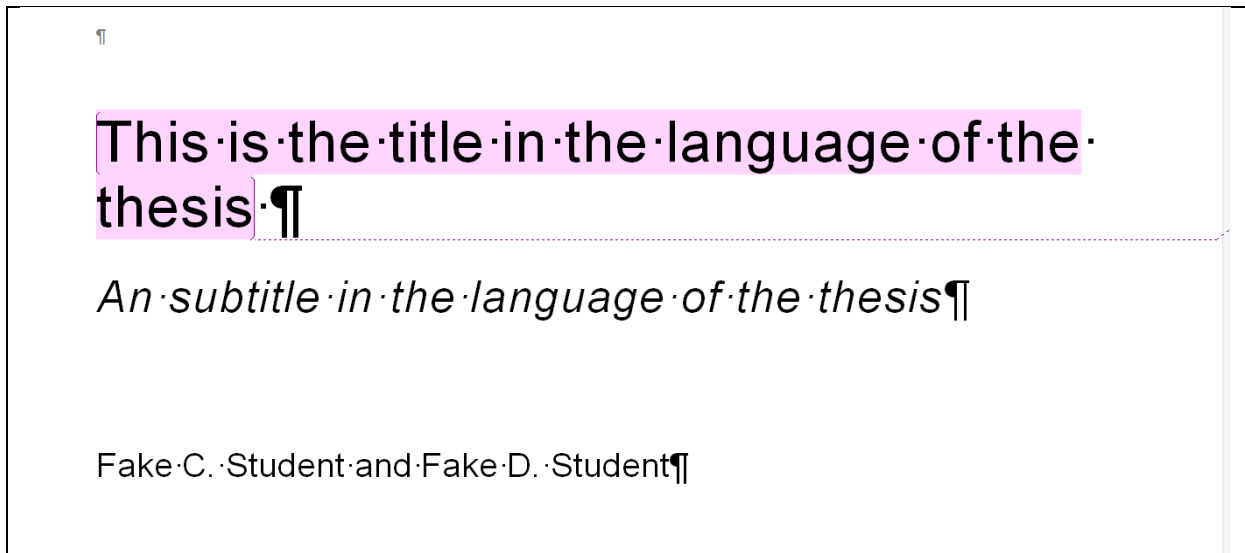 ¶
This·is·the·title·in·the·language·of·the·
thesis·¶
An·subtitle·in·the·language·of·the·thesis¶
Fake·C.·Student·and·Fake·D.·Student¶